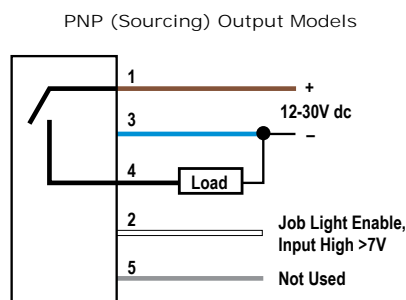 PNP (Sourcing) Output Models
1
+
12-30V dc
3
–
4
Load
2
Job Light Enable,
Input High >7V
5
Not Used